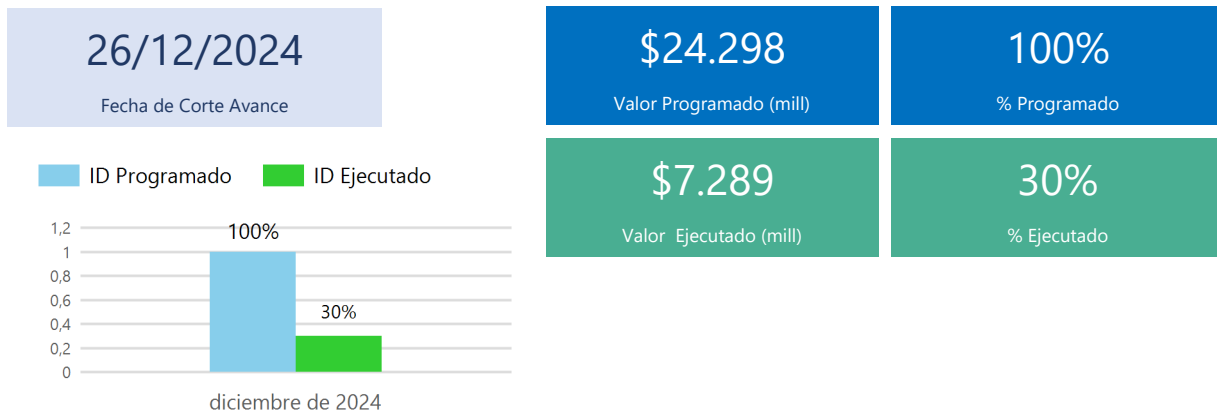 26/12/2024
Fecha de Corte Avance
$24.298
Valor Programado (mill)
100%
% Programado
$7.289
Valor  Ejecutado (mill)
30%
% Ejecutado
ID Programado
ID Ejecutado
1,2
1
0,8
0,6
0,4
0,2
0
100%
30%
diciembre de 2024